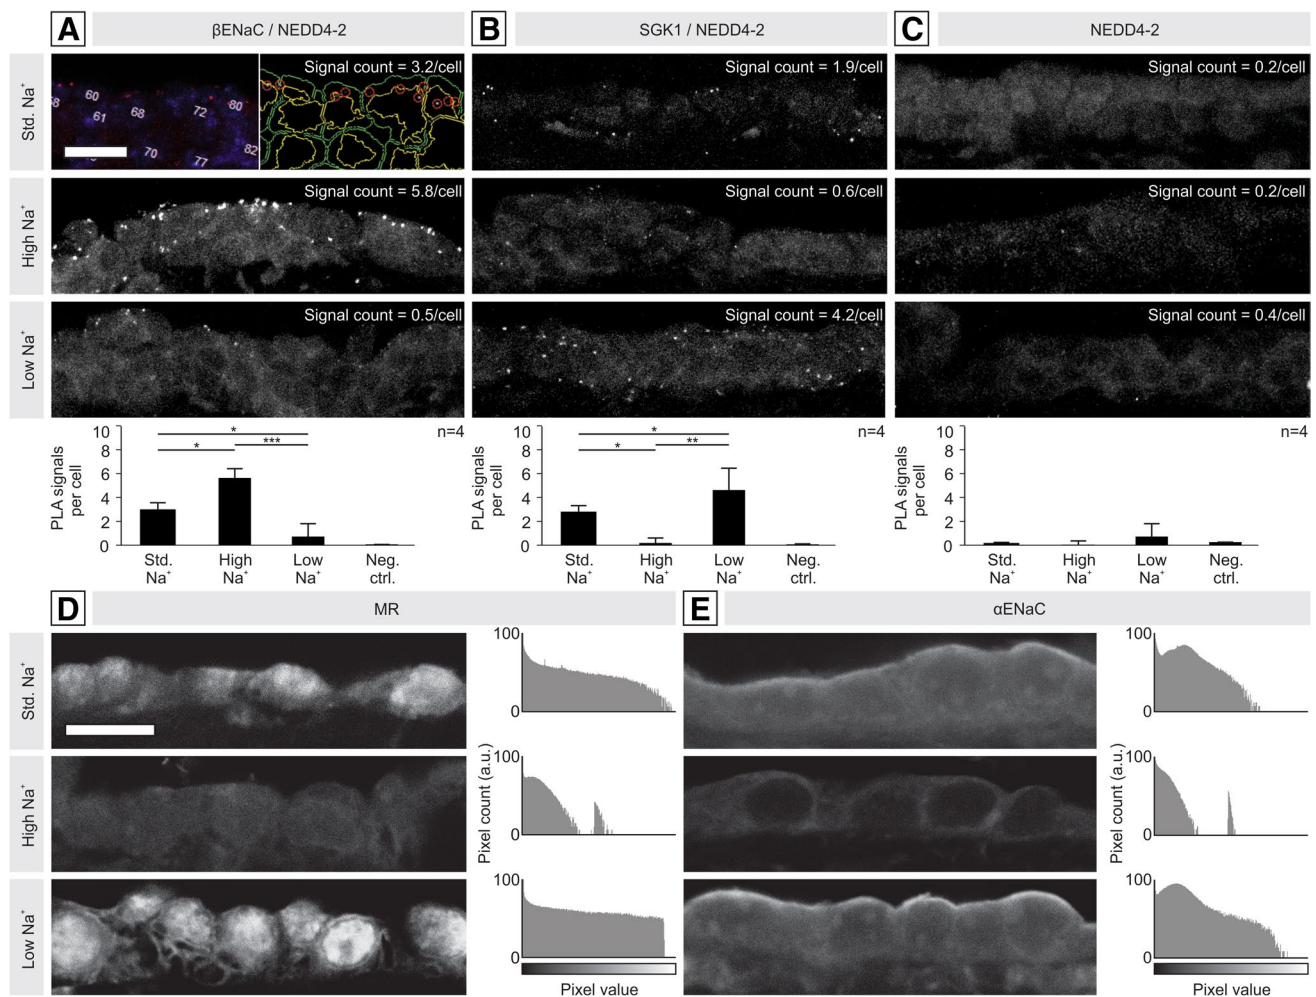 A
βENaC / NEDD4-2
B
SGK1 / NEDD4-2
C
NEDD4-2
Std. Na⁺
Signal count = 3.2/cell
60
68
72
80
61
70
77
82
Signal count = 1.9/cell
Signal count = 0.2/cell
High Na⁺
Signal count = 5.8/cell
Signal count = 0.6/cell
Signal count = 0.2/cell
Low Na⁺
Signal count = 0.5/cell
Signal count = 4.2/cell
Signal count = 0.4/cell
PLA signals
per cell
10
8
6
4
2
0
*
*
***
n=4
Std.
Na⁺
High
Na⁺
Low
Na⁺
Neg.
ctrl.
PLA signals
per cell
10
8
6
4
2
0
*
*
**
n=4
Std.
Na⁺
High
Na⁺
Low
Na⁺
Neg.
ctrl.
PLA signals
per cell
10
8
6
4
2
0
n=4
Std.
Na⁺
High
Na⁺
Low
Na⁺
Neg.
ctrl.
D
MR
E
αENaC
Std. Na⁺
100
0
100
0
High Na⁺
Pixel count (a.u.)
100
0
Pixel count (a.u.)
100
0
Low Na⁺
100
0
Pixel value
100
0
Pixel value